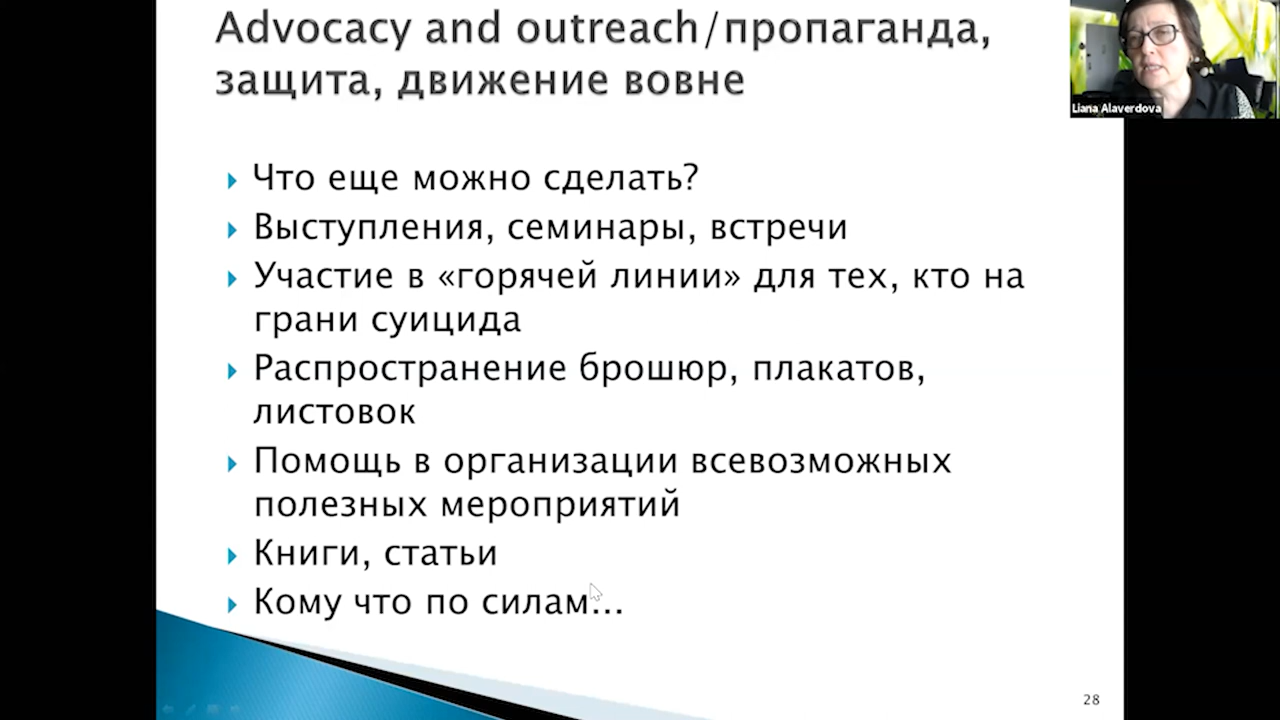 Advocacy and outreach/пропаганда,
защита, движение вовне
Liana Alaverdova
Что еще можно сделать?
Выступления, семинары, встречи
Участие в «горячей линии» для тех, кто на
грани суицида
Распространение брошюр, плакатов,
листовок
Помощь в организации всевозможных
полезных мероприятий
Книги, статьи
Кому что по силам...
28